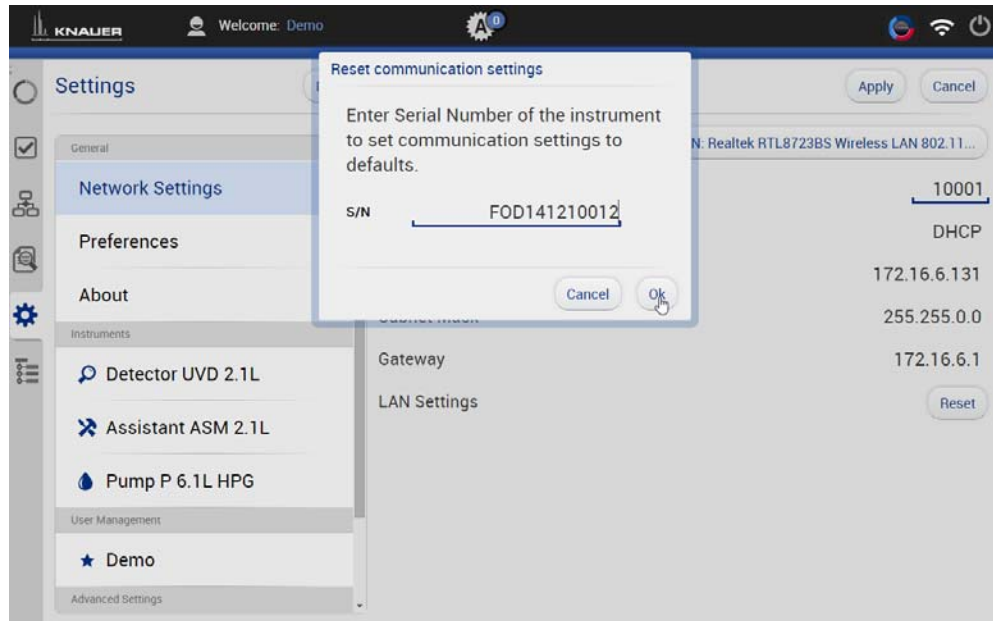 KNAUER
Welcome: Demo
A 0
Settings
Apply
Cancel
Reset communication settings
Enter Serial Number of the instrument
to set communication settings to
defaults.
S/N FOD141210012
Cancel
Ok
General
Network Settings
Preferences
About
Instruments
Detector UVD 2.1L
Assistant ASM 2.1L
Pump P 6.1L HPG
User Management
Demo
Advanced Settings
N: Realtek RTL8723BS Wireless LAN 802.11...
10001
DHCP
172.16.6.131
Subnet Mask 255.255.0.0
Gateway 172.16.6.1
LAN Settings Reset